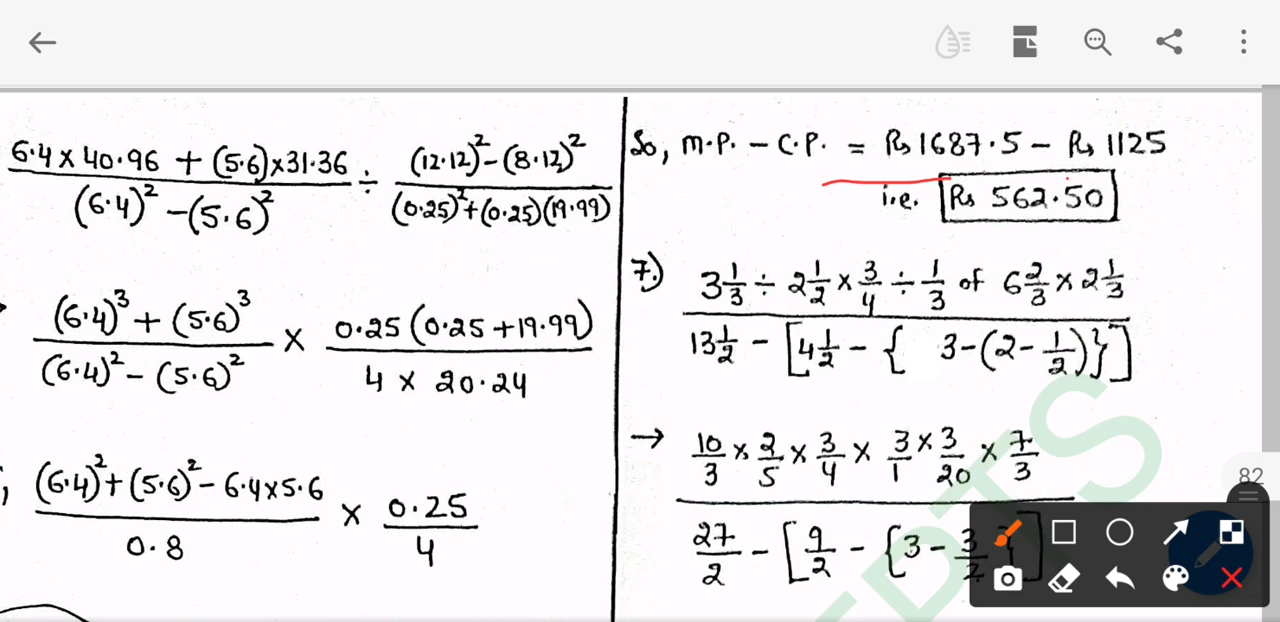 6.4 × 40.96 + (5.6) × 31.36 / (6.4)² - (5.6)² ÷ (12.12)² - (8.12)² / (0.25)² + (0.25)(19.99)
(6.4)³ + (5.6)³ / (6.4)² - (5.6)² × 0.25 (0.25 + 19.99) / 4 × 20.24
(6.4)² + (5.6)² - 6.4 × 5.6 / 0.8 × 0.25 / 4
So, M.P. - C.P. = Rs 1687.5 - Rs 1125
i.e. Rs 562.50
7.) 3 1/3 ÷ 2 1/2 × 3/4 ÷ 1/3 of 6 2/3 × 2 1/3
13 1/2 - [4 1/2 - { 3 - (2 - 1/2)}]
→ 10/3 × 2/5 × 3/4 × 3/1 × 3/20 × 7/3
27/2 - [9/2 - {3 - 3/2}]
82